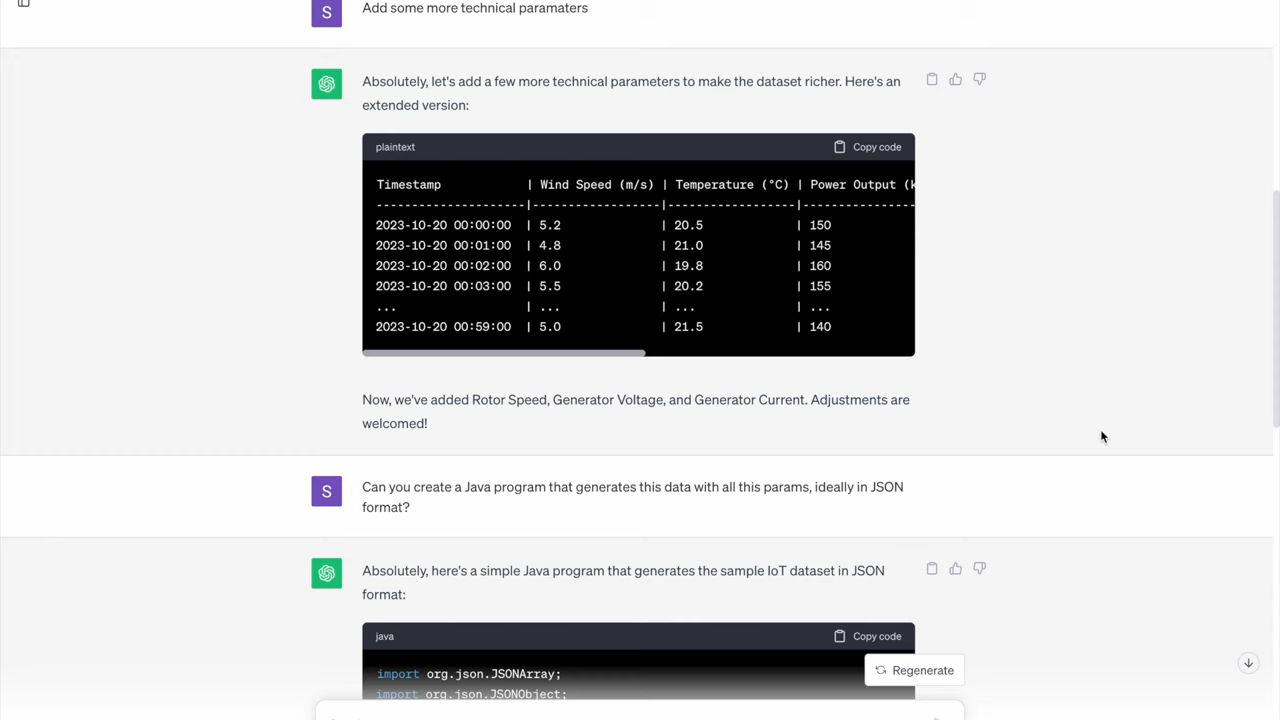 S
Add some more technical paramaters
Absolutely, let's add a few more technical parameters to make the dataset richer. Here's an
extended version:
plaintext
Copy code
Timestamp | Wind Speed (m/s) | Temperature (°C) | Power Output (k
----------------------|-----------------|-----------------|--------------
2023-10-20 00:00:00 | 5.2 | 20.5 | 150
2023-10-20 00:01:00 | 4.8 | 21.0 | 145
2023-10-20 00:02:00 | 6.0 | 19.8 | 160
2023-10-20 00:03:00 | 5.5 | 20.2 | 155
... | ... | ... | ...
2023-10-20 00:59:00 | 5.0 | 21.5 | 140
Now, we've added Rotor Speed, Generator Voltage, and Generator Current. Adjustments are
welcomed!
S
Can you create a Java program that generates this data with all this params, ideally in JSON
format?
Absolutely, here's a simple Java program that generates the sample IoT dataset in JSON
format:
java
Copy code
import org.json.JSONArray;
import org.json.JSONObject;
Regenerate